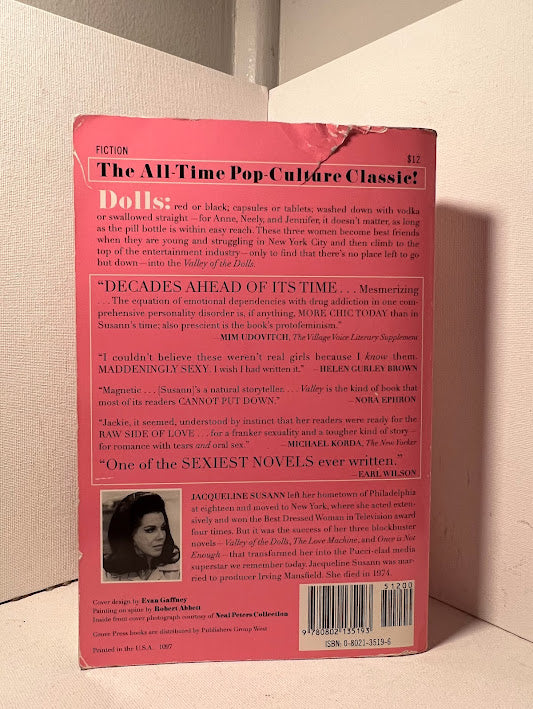 FICTION
$12
The All-Time Pop-Culture Classic!
Dolls: red or black; capsules or tablets; washed down with vodka
or swallowed straight—for Anne, Neely, and Jennifer, it doesn't matter, as long
as the pill bottle is within easy reach. These three women become best friends
when they are young and struggling in New York City and then climb to the
top of the entertainment industry—only to find that there's no place left to go
but down—into the Valley of the Dolls.
"DECADES AHEAD OF ITS TIME . . . Mesmerizing
. . . The equation of emotional dependencies with drug addiction in one com-
prehensive personality disorder is, if anything, MORE CHIC TODAY than in
Susann's time; also prescient is the book's protofeminism."
—MIM UDOVITCH, The Village Voice Literary Supplement
"I couldn't believe these weren't real girls because I know them.
MADDENINGLY SEXY. I wish I had written it." —HELEN GURLEY BROWN
"Magnetic . . . [Susann]'s a natural storyteller. . . . Valley is the kind of book that
most of its readers CANNOT PUT DOWN." —NORA EPHRON
"Jackie, it seemed, understood by instinct that her readers were ready for the
RAW SIDE OF LOVE . . . for a franker sexuality and a tougher kind of story—
for romance with tears and oral sex." —MICHAEL KORDA, The New Yorker
"One of the SEXIEST NOVELS ever written."
—EARL WILSON
JACQUELINE SUSANN left her hometown of Philadelphia
at eighteen and moved to New York, where she acted exten-
sively and won the Best Dressed Woman in Television award
four times. But it was the success of her three blockbuster
novels—Valley of the Dolls, The Love Machine, and Once is Not
Enough—that transformed her into the Pucci-clad media
superstar we remember today. Jacqueline Susann was mar-
ried to producer Irving Mansfield. She died in 1974.
Cover design by Evan Gaffney
Painting on spine by Robert Abbett
Inside front cover photograph courtesy of Neal Peters Collection
Grove Press books are distributed by Publishers Group West
Printed in the U.S.A. 1097
51200
9 780802 135193
ISBN: 0-8021-3519-6